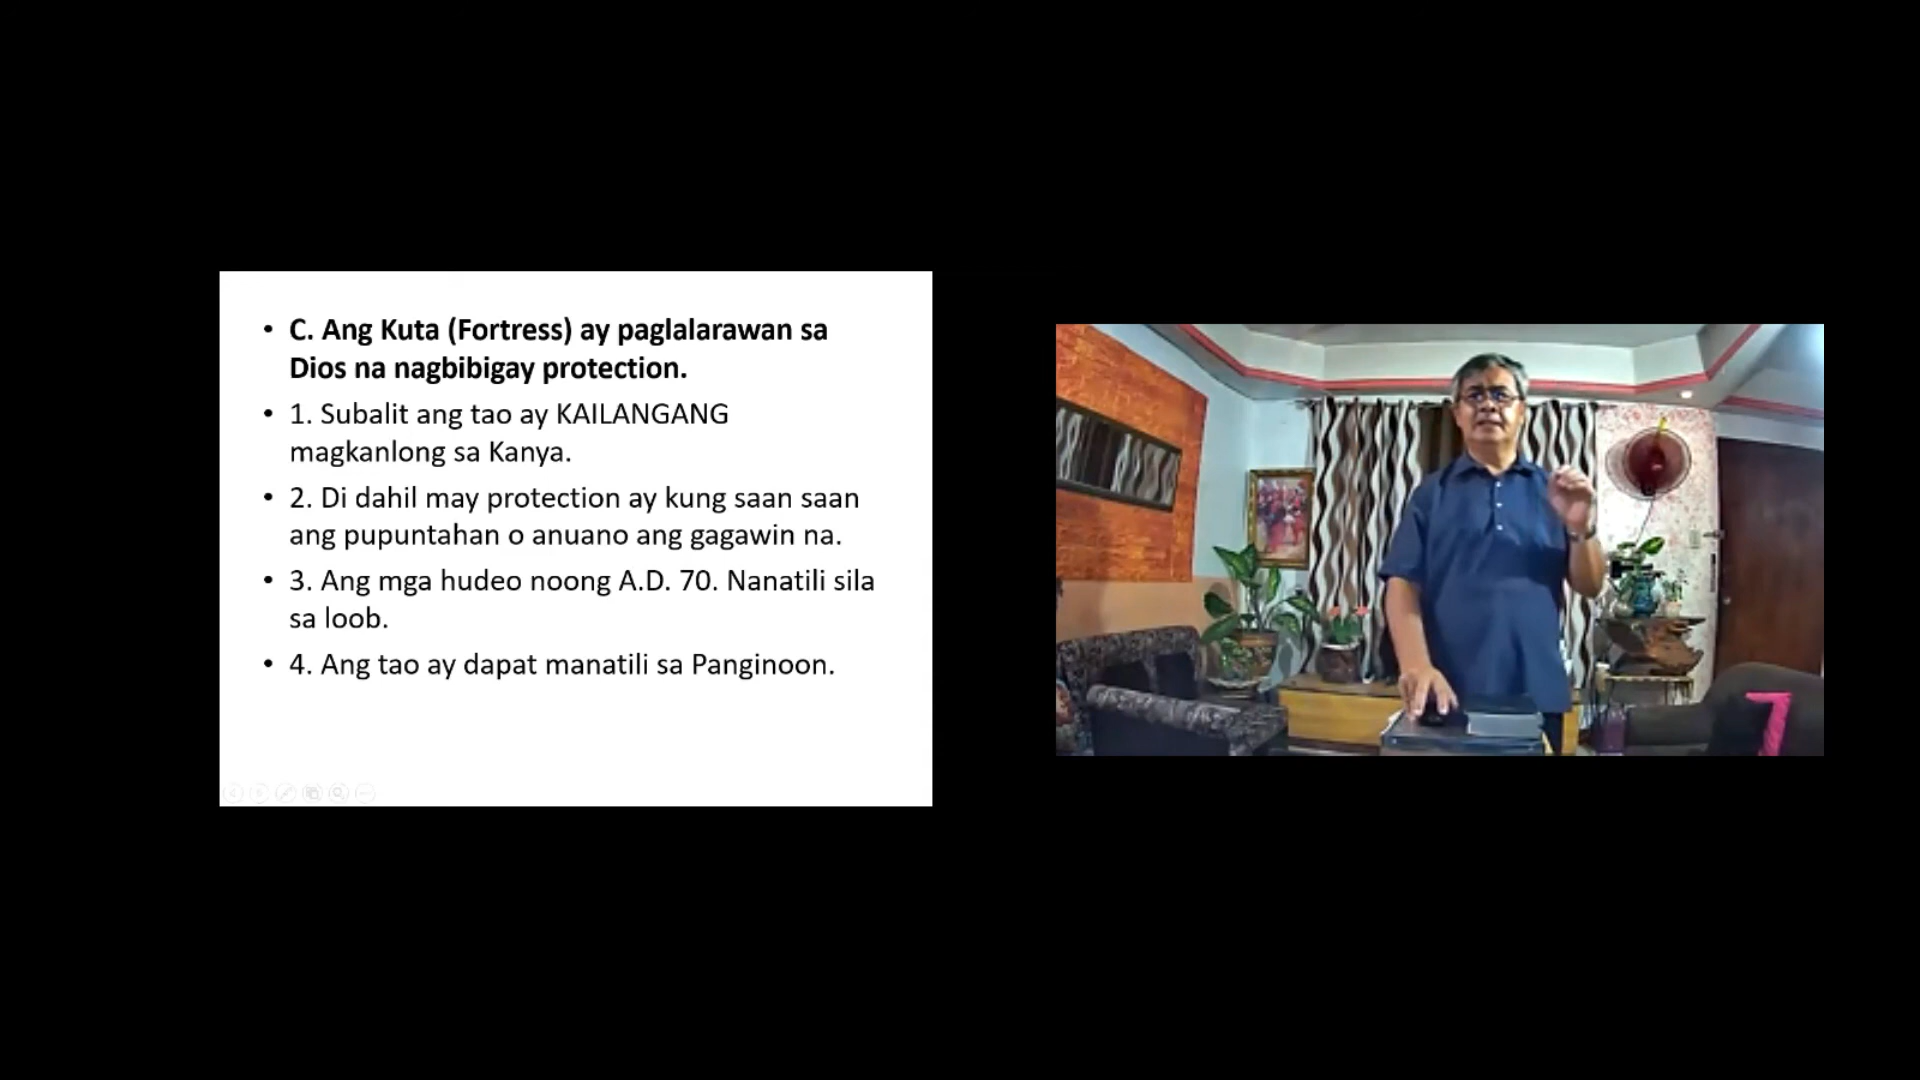 • C. Ang Kuta (Fortress) ay paglalarawan sa
Dios na nagbibigay protection.
• 1. Subalit ang tao ay KAILANGANG
magkanlong sa Kanya.
• 2. Di dahil may protection ay kung saan saan
ang pupuntahan o anuano ang gagawin na.
• 3. Ang mga hudeo noong A.D. 70. Nanatili sila
sa loob.
• 4. Ang tao ay dapat manatili sa Panginoon.